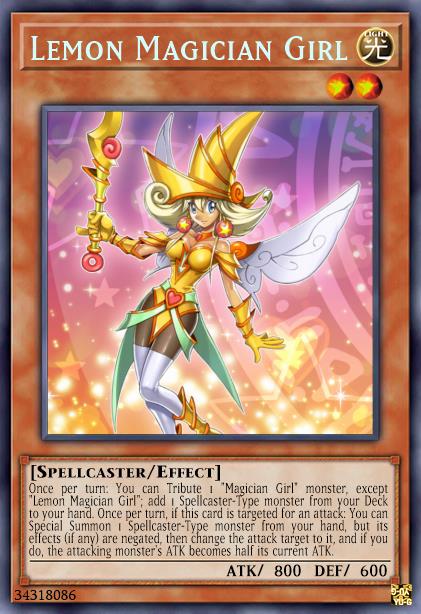 LEMON MAGICIAN GIRL
LIGHT
光
[SPELLCASTER/EFFECT]
Once per turn: You can Tribute 1 "Magician Girl" monster, except
"Lemon Magician Girl"; add 1 Spellcaster-Type monster from your Deck
to your hand. Once per turn, if this card is targeted for an attack: You can
Special Summon 1 Spellcaster-Type monster from your hand, but its
effects (if any) are negated, then change the attack target to it, and if you
do, the attacking monster's ATK becomes half its current ATK.
ATK/ 800 DEF/ 600
34318086